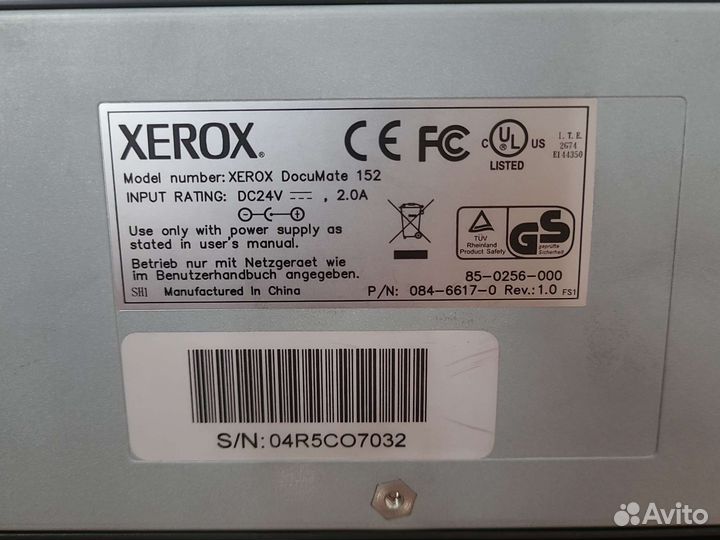 XEROX®
CE FC c UL US LISTED
I. T. E.
2674
E144350
Model number: XEROX DocuMate 152
INPUT RATING: DC24V ⎓ , 2.0A
Use only with power supply as
stated in user's manual.
Betrieb nur mit Netzgeraet wie
im Benutzerhandbuch angegeben.
TÜV
Rheinland
Product Safety
GS
geprüfte
Sicherheit
85-0256-000
SH1 Manufactured In China
P/N: 084-6617-0 Rev.: 1.0 FS1
S/N: 04R5CO7032
Avito